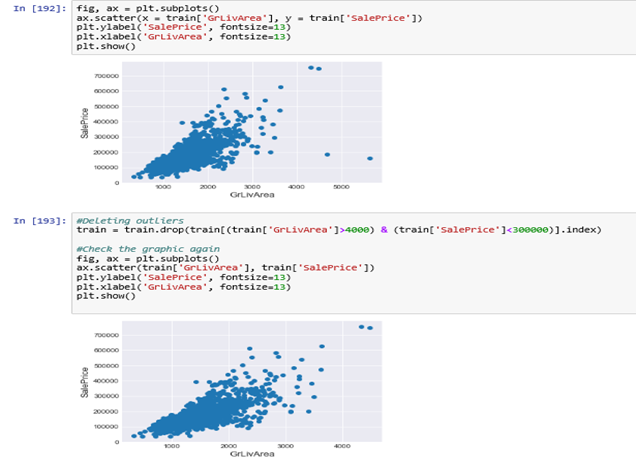 In [192]: fig, ax = plt.subplots()
ax.scatter(x = train['GrLivArea'], y = train['SalePrice'])
plt.ylabel('SalePrice', fontsize=13)
plt.xlabel('GrLivArea', fontsize=13)
plt.show()
700000
600000
500000
400000
300000
200000
100000
0
SalePrice
1000 2000 3000 4000 5000
GrLivArea
In [193]: #Deleting outliers
train = train.drop(train[(train['GrLivArea']>4000) & (train['SalePrice']<300000)].index)
#Check the graphic again
fig, ax = plt.subplots()
ax.scatter(train['GrLivArea'], train['SalePrice'])
plt.ylabel('SalePrice', fontsize=13)
plt.xlabel('GrLivArea', fontsize=13)
plt.show()
700000
600000
500000
400000
300000
200000
100000
0
SalePrice
1000 2000 3000 4000
GrLivArea